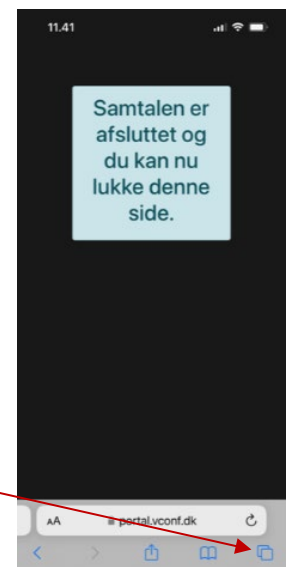 11.41
Samtalen er
afsluttet og
du kan nu
lukke denne
side.
AA
portal.vconf.dk